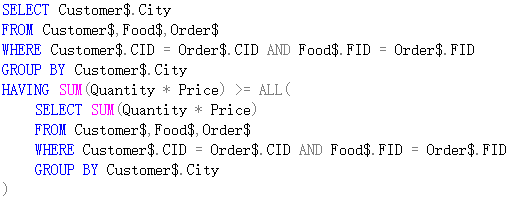 SELECT Customer$.City
FROM Customer$,Food$,Order$
WHERE Customer$.CID = Order$.CID AND Food$.FID = Order$.FID
GROUP BY Customer$.City
HAVING SUM(Quantity * Price) >= ALL(
    SELECT SUM(Quantity * Price)
    FROM Customer$,Food$,Order$
    WHERE Customer$.CID = Order$.CID AND Food$.FID = Order$.FID
    GROUP BY Customer$.City
)